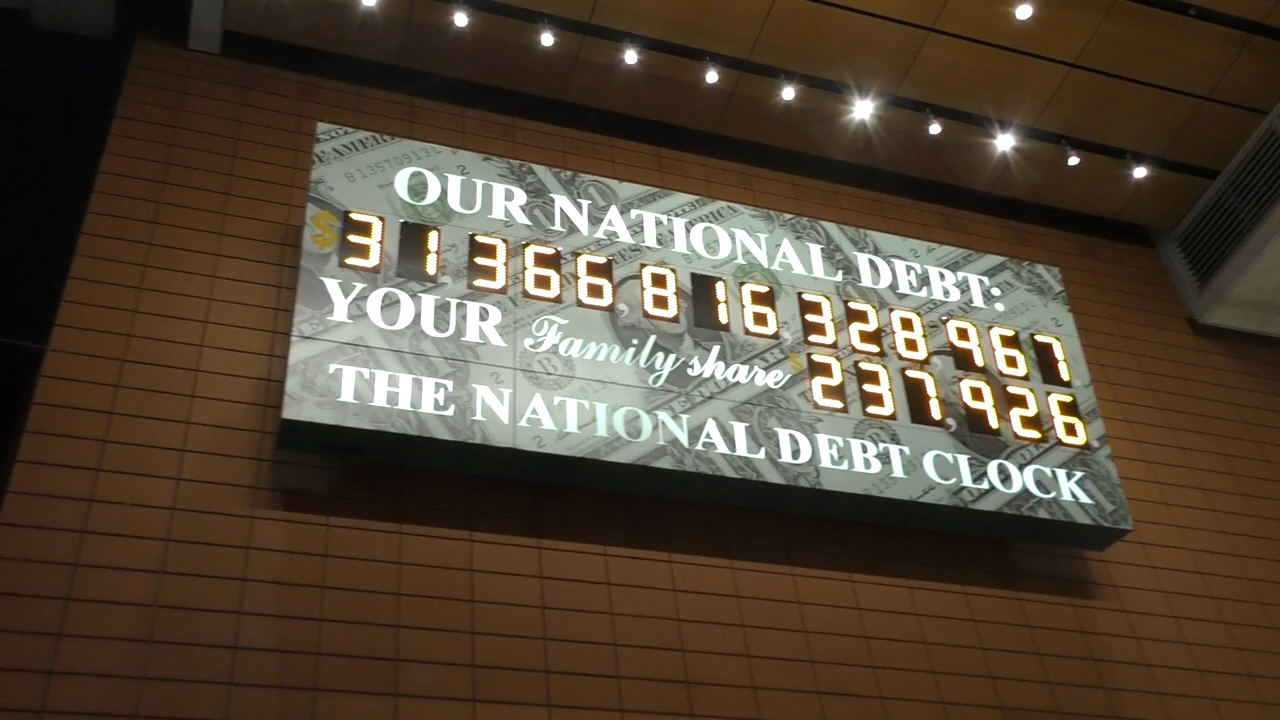 OUR NATIONAL DEBT:
$31 366,816,328,967
YOUR Family share $237,926
THE NATIONAL DEBT CLOCK